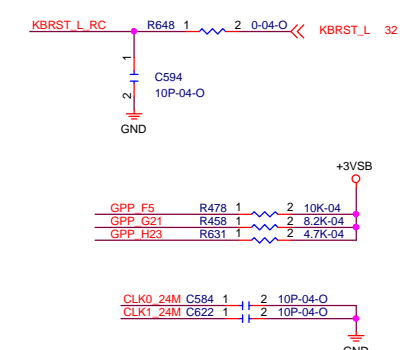 KBRST_L_RC R648 1 2 0-04-O KBRST_L 32
1
C594
2 10P-04-O
GND
+3VSB
GPP_F5 R478 1 2 10K-04
GPP_G21 R458 1 2 8.2K-04
GPP_H23 R631 1 2 4.7K-04
CLK0_24M C584 1 2 10P-04-O
CLK1_24M C622 1 2 10P-04-O
GND